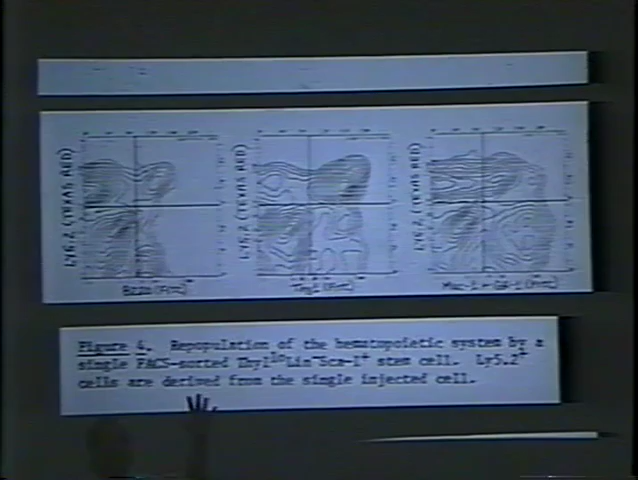 Ly5.2 (TEXAS RED)
Ly5.2 (TEXAS RED)
Ly5.2 (TEXAS RED)
B220 (FITC)
Thy1 (FITC)
Mac-1 + GR-1 (FITC)
Figure 4. Repopulation of the hematopoietic system by a
single FACS-sorted Thy1loLin-Sca-1+ stem cell. Ly5.2+
cells are derived from the single injected cell.